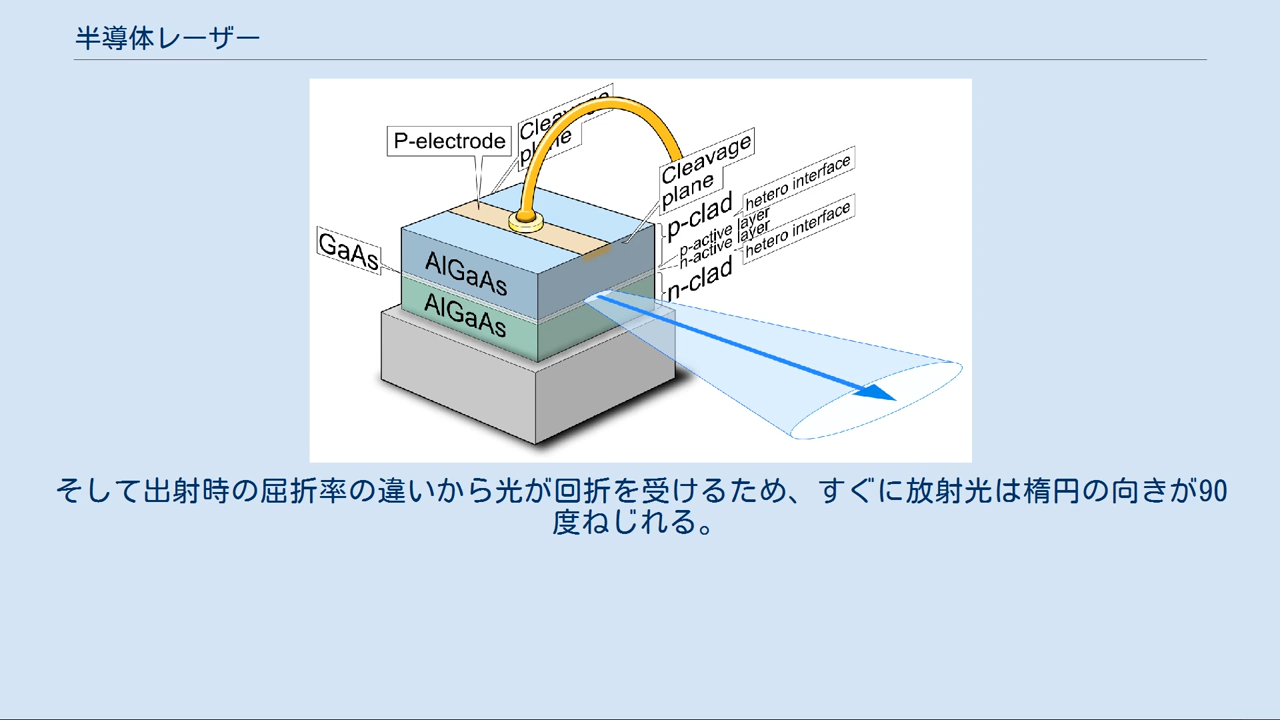 半導体レーザー
P-electrode
Cleavage
plane
Cleavage
plane
p-clad
hetero interface
p-active layer
n-active layer
hetero interface
n-clad
GaAs
AlGaAs
AlGaAs
そして出射時の屈折率の違いから光が回折を受けるため、すぐに放射光は楕円の向きが90
度ねじれる。